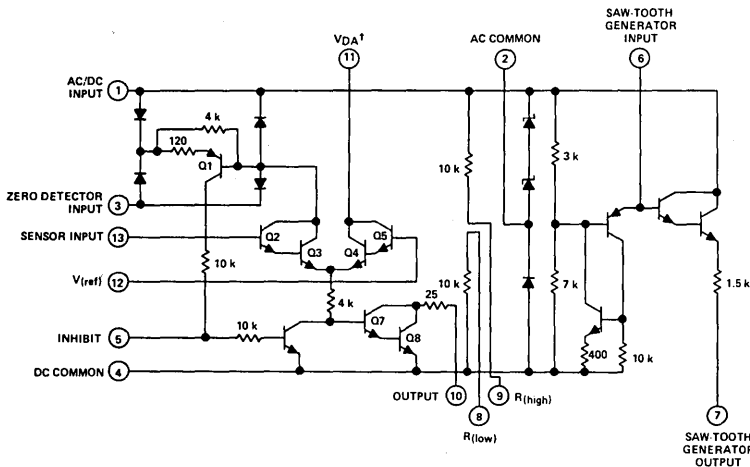 SAW-TOOTH
GENERATOR
INPUT
VDA†
AC COMMON
11
2
6
AC/DC
INPUT
1
4 k
120
Q1
10 k
3 k
ZERO DETECTOR
INPUT
3
SENSOR INPUT
13
Q2
Q3
Q4
Q5
V(ref)
12
10 k
4 k
10 k
7 k
1.5 k
25
INHIBIT
5
10 k
Q7
Q8
400
10 k
DC COMMON
4
OUTPUT
10
9
R(high)
8
R(low)
7
SAW-TOOTH
GENERATOR
OUTPUT